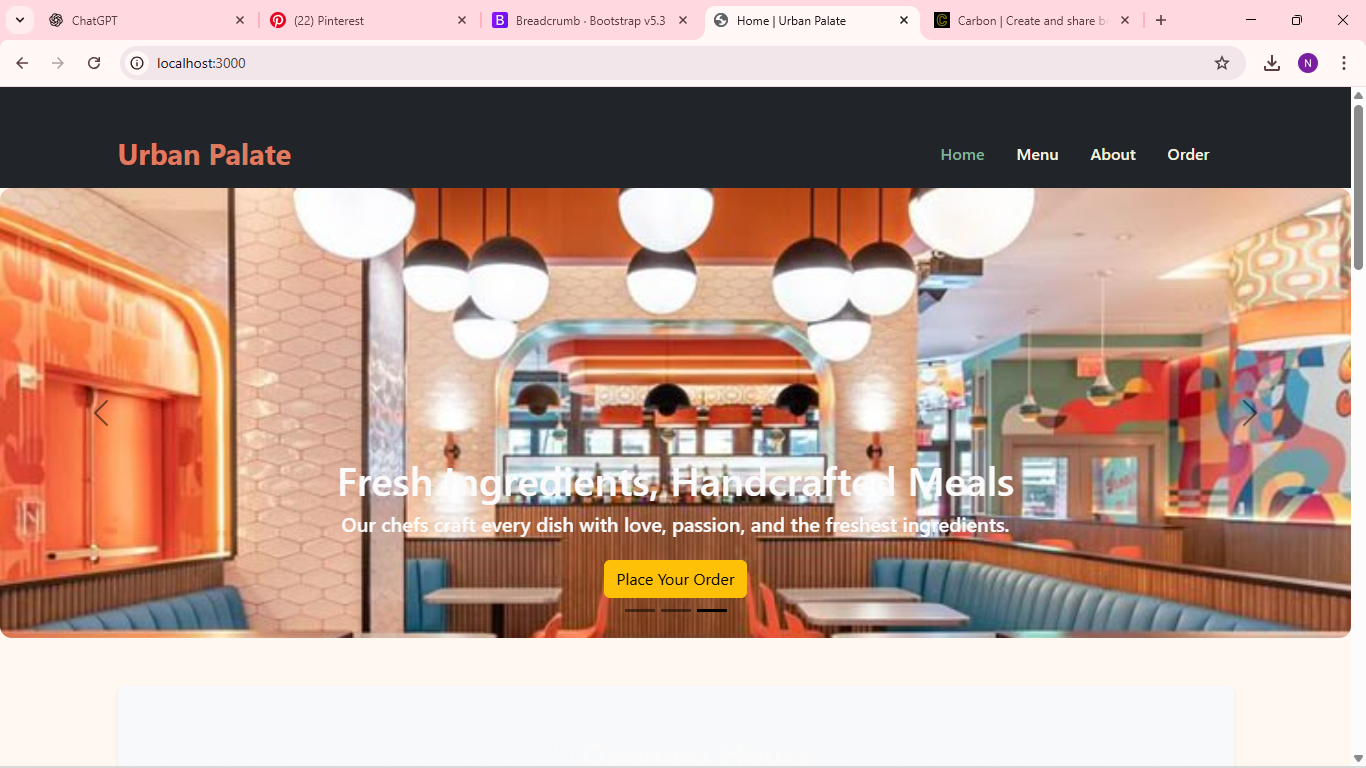 ChatGPT
(22) Pinterest
Breadcrumb · Bootstrap v5.3
Home | Urban Palate
Carbon | Create and share b
localhost:3000
N
Urban Palate
Home
Menu
About
Order
Fresh Ingredients, Handcrafted Meals
Our chefs craft every dish with love, passion, and the freshest ingredients.
Place Your Order